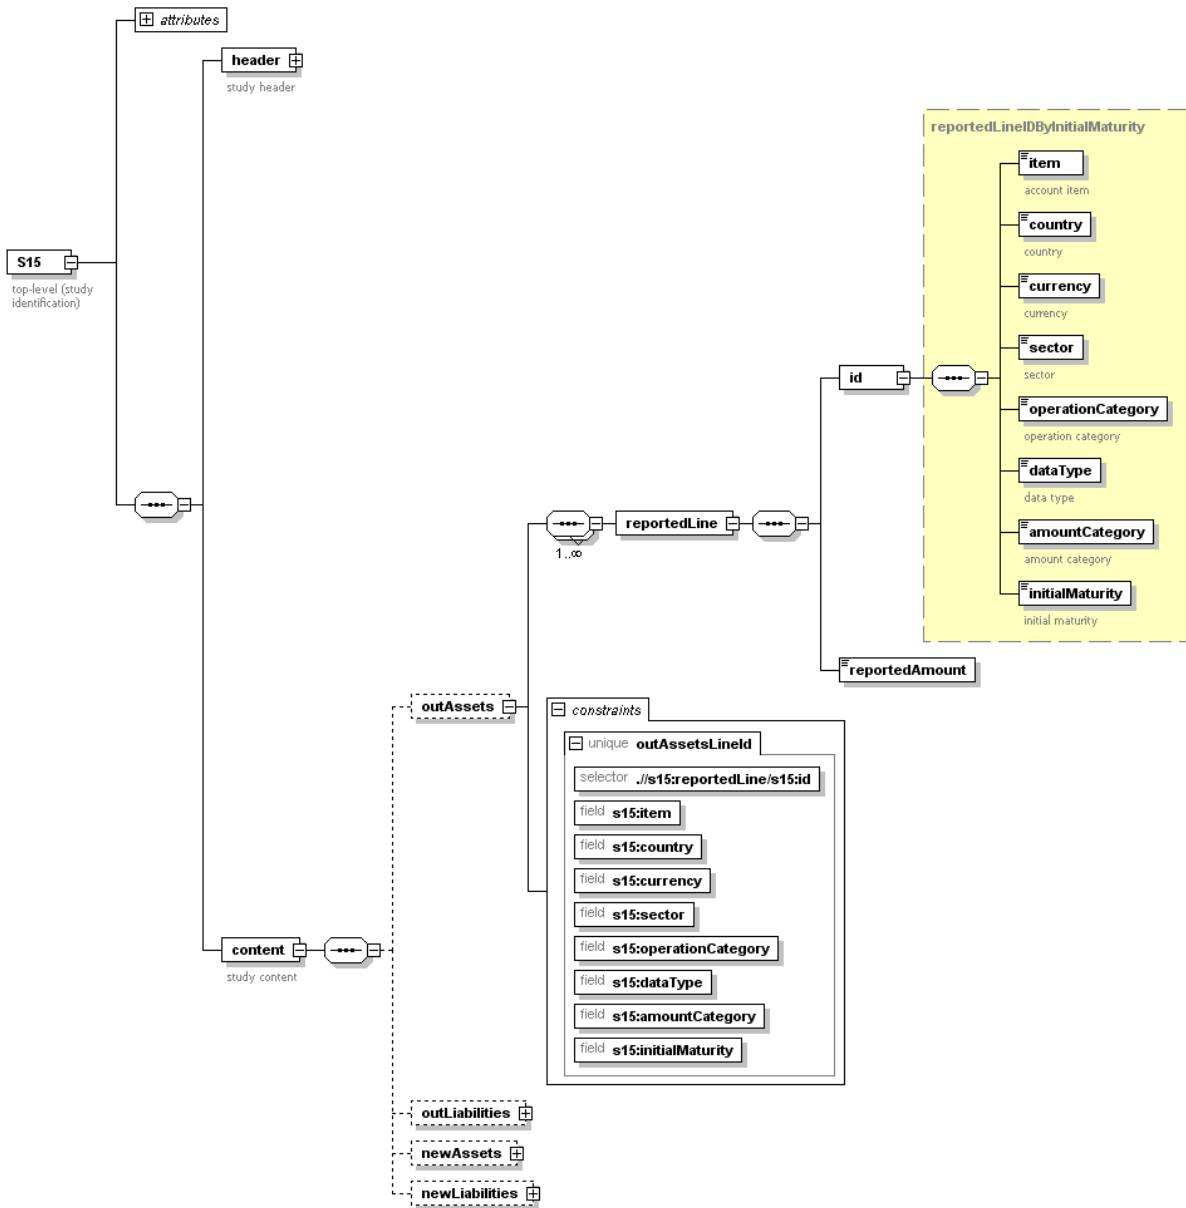 attributes
header
study header
reportedLineIDByInitialMaturity
item
account item
country
country
currency
currency
S15
top-level (study
identification)
sector
sector
id
operationCategory
operation category
dataType
data type
reportedLine
1..∞
amountCategory
amount category
initialMaturity
initial maturity
reportedAmount
outAssets
constraints
unique outAssetsLineId
selector .//s15:reportedLine/s15:id
field s15:item
field s15:country
field s15:currency
field s15:sector
field s15:operationCategory
field s15:dataType
field s15:amountCategory
field s15:initialMaturity
content
study content
outLiabilities
newAssets
newLiabilities